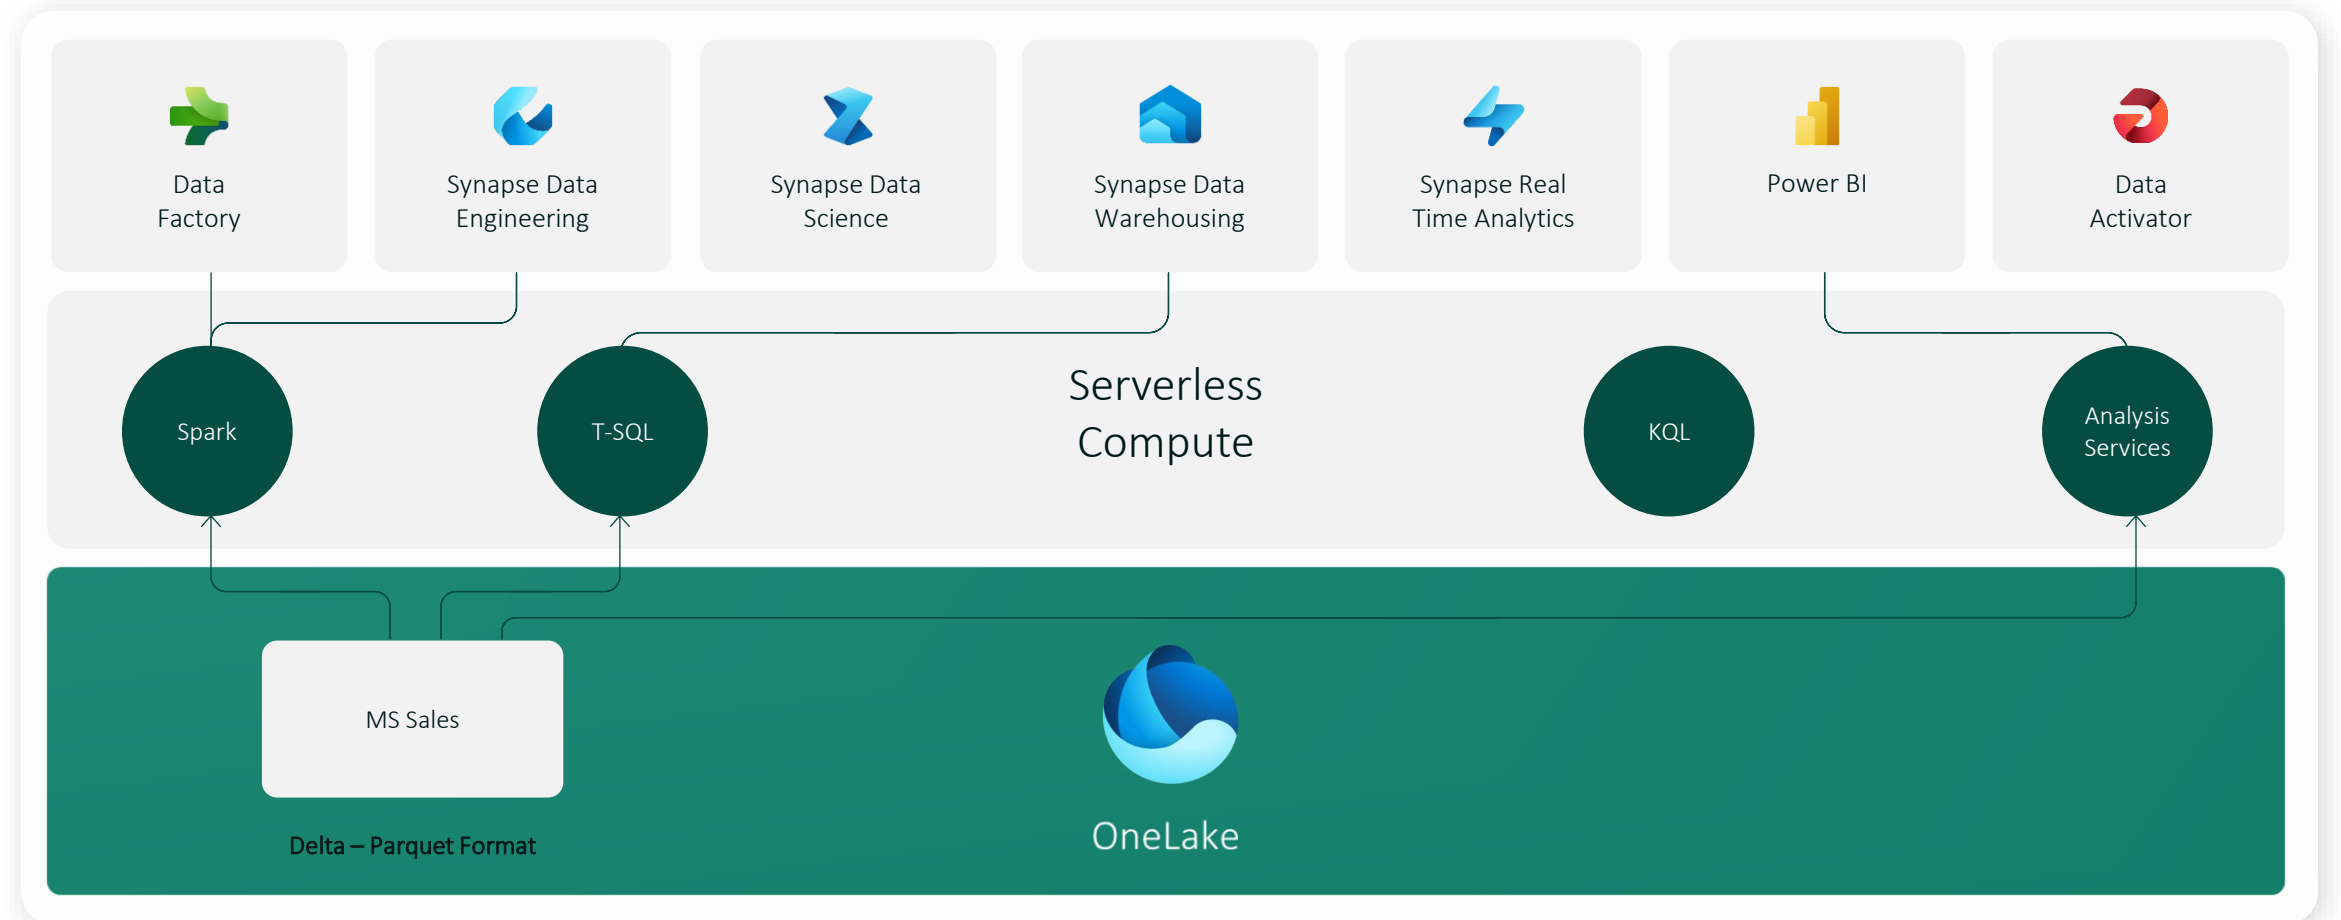 Data
Factory
Synapse Data
Engineering
Synapse Data
Science
Synapse Data
Warehousing
Synapse Real
Time Analytics
Power BI
Data
Activator
Spark
T-SQL
Serverless
Compute
KQL
Analysis
Services
MS Sales
Delta – Parquet Format
OneLake